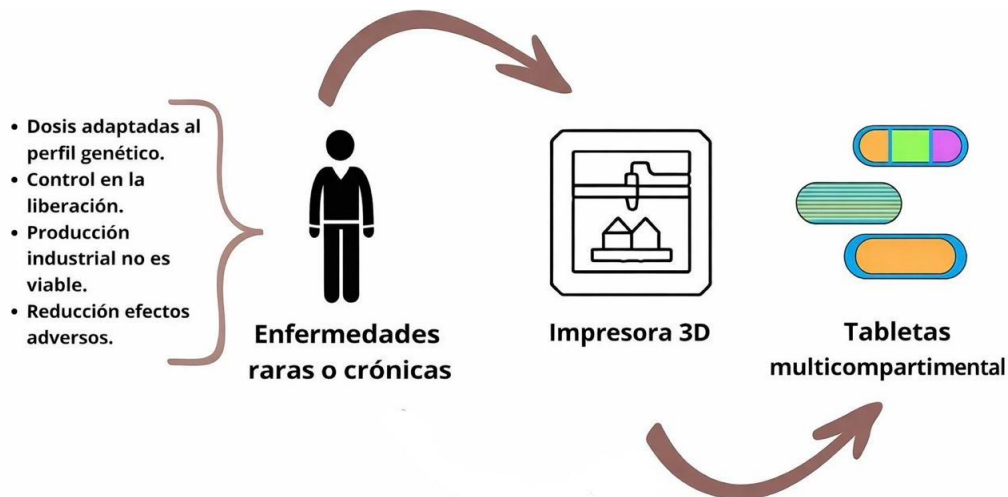 • Dosis adaptadas al
perfil genético.
• Control en la
liberación.
• Producción
industrial no es
viable.
• Reducción efectos
adversos.
Enfermedades
raras o crónicas
Impresora 3D
Tabletas
multicompartimental